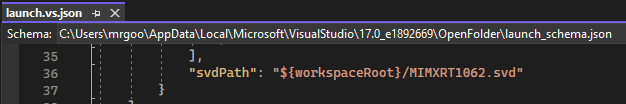 launch.vs.json
Schema: C:\Users\mrgoo\AppData\Local\Microsoft\VisualStudio\17.0_e1892669\OpenFolder\launch_schema.json
35 ],
36 "svdPath": "${workspaceRoot}/MIMXRT1062.svd"
37 }